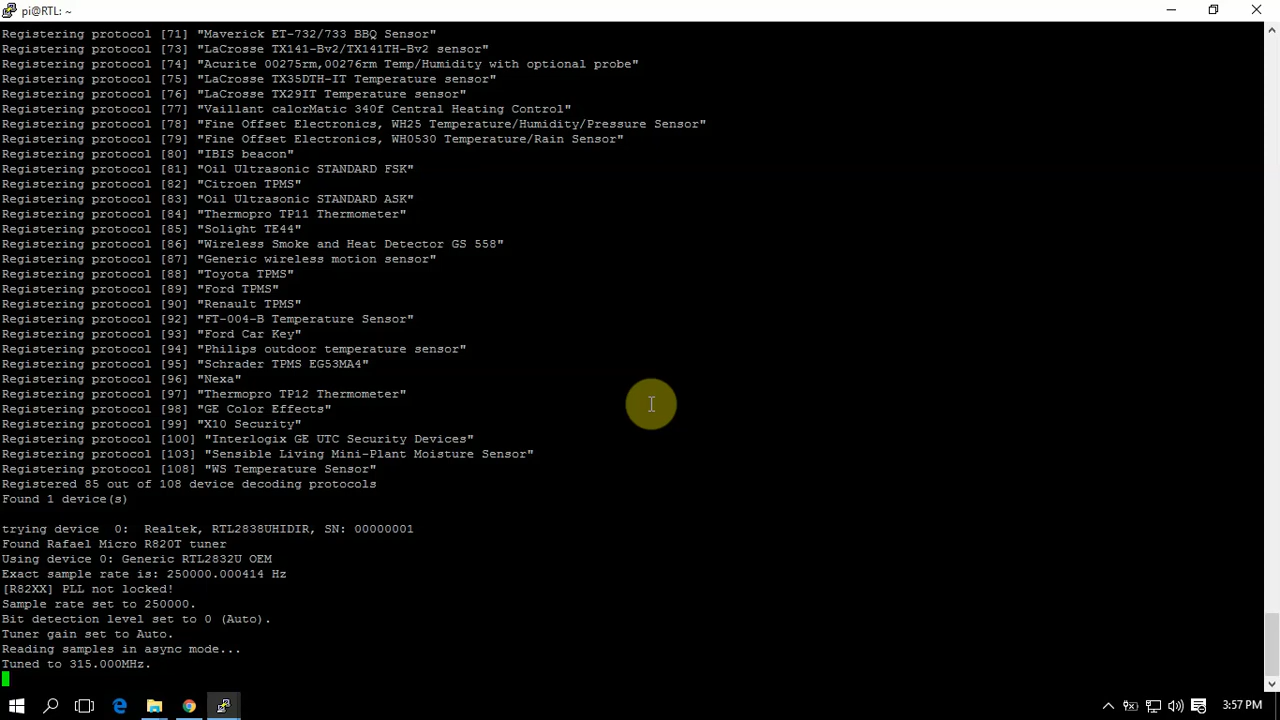 pi@RTL: ~
Registering protocol [71] "Maverick ET-732/733 BBQ Sensor"
Registering protocol [73] "LaCrosse TX141-Bv2/TX141TH-Bv2 sensor"
Registering protocol [74] "Acurite 00275rm,00276rm Temp/Humidity with optional probe"
Registering protocol [75] "LaCrosse TX35DTH-IT Temperature sensor"
Registering protocol [76] "LaCrosse TX29IT Temperature sensor"
Registering protocol [77] "Vaillant calorMatic 340f Central Heating Control"
Registering protocol [78] "Fine Offset Electronics, WH25 Temperature/Humidity/Pressure Sensor"
Registering protocol [79] "Fine Offset Electronics, WH0530 Temperature/Rain Sensor"
Registering protocol [80] "IBIS beacon"
Registering protocol [81] "Oil Ultrasonic STANDARD FSK"
Registering protocol [82] "Citroen TPMS"
Registering protocol [83] "Oil Ultrasonic STANDARD ASK"
Registering protocol [84] "Thermopro TP11 Thermometer"
Registering protocol [85] "Solight TE44"
Registering protocol [86] "Wireless Smoke and Heat Detector GS 558"
Registering protocol [87] "Generic wireless motion sensor"
Registering protocol [88] "Toyota TPMS"
Registering protocol [89] "Ford TPMS"
Registering protocol [90] "Renault TPMS"
Registering protocol [92] "FT-004-B Temperature Sensor"
Registering protocol [93] "Ford Car Key"
Registering protocol [94] "Philips outdoor temperature sensor"
Registering protocol [95] "Schrader TPMS EG53MA4"
Registering protocol [96] "Nexa"
Registering protocol [97] "Thermopro TP12 Thermometer"
Registering protocol [98] "GE Color Effects"
Registering protocol [99] "X10 Security"
Registering protocol [100] "Interlogix GE UTC Security Devices"
Registering protocol [103] "Sensible Living Mini-Plant Moisture Sensor"
Registering protocol [108] "WS Temperature Sensor"
Registered 85 out of 108 device decoding protocols
Found 1 device(s)
trying device  0:  Realtek, RTL2838UHIDIR, SN: 00000001
Found Rafael Micro R820T tuner
Using device 0: Generic RTL2832U OEM
Exact sample rate is: 250000.000414 Hz
[R82XX] PLL not locked!
Sample rate set to 250000.
Bit detection level set to 0 (Auto).
Tuner gain set to Auto.
Reading samples in async mode...
Tuned to 315.000MHz.
3:57 PM